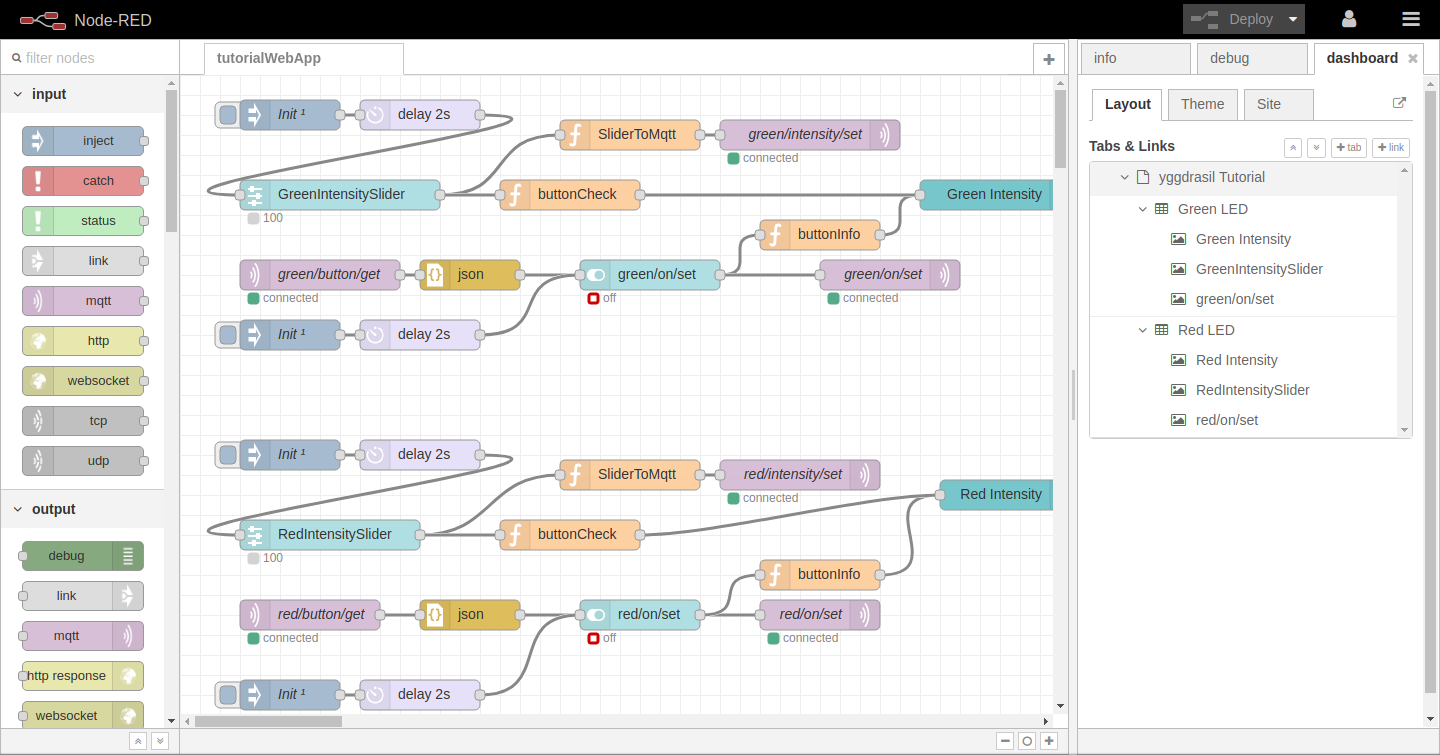 Node-RED
Deploy
filter nodes
input
inject
catch
status
link
mqtt
http
websocket
tcp
udp
output
debug
link
mqtt
http response
websocket
tutorialWebApp
Init ¹
delay 2s
SliderToMqtt
green/intensity/set
connected
GreenIntensitySlider
100
buttonCheck
Green Intensity
buttonInfo
green/button/get
connected
json
green/on/set
off
green/on/set
connected
Init ¹
delay 2s
Init ¹
delay 2s
SliderToMqtt
red/intensity/set
connected
Red Intensity
RedIntensitySlider
100
buttonCheck
buttonInfo
red/button/get
connected
json
red/on/set
off
red/on/set
connected
Init ¹
delay 2s
info
debug
dashboard
Layout
Theme
Site
Tabs & Links
tab
link
yggdrasil Tutorial
Green LED
Green Intensity
GreenIntensitySlider
green/on/set
Red LED
Red Intensity
RedIntensitySlider
red/on/set